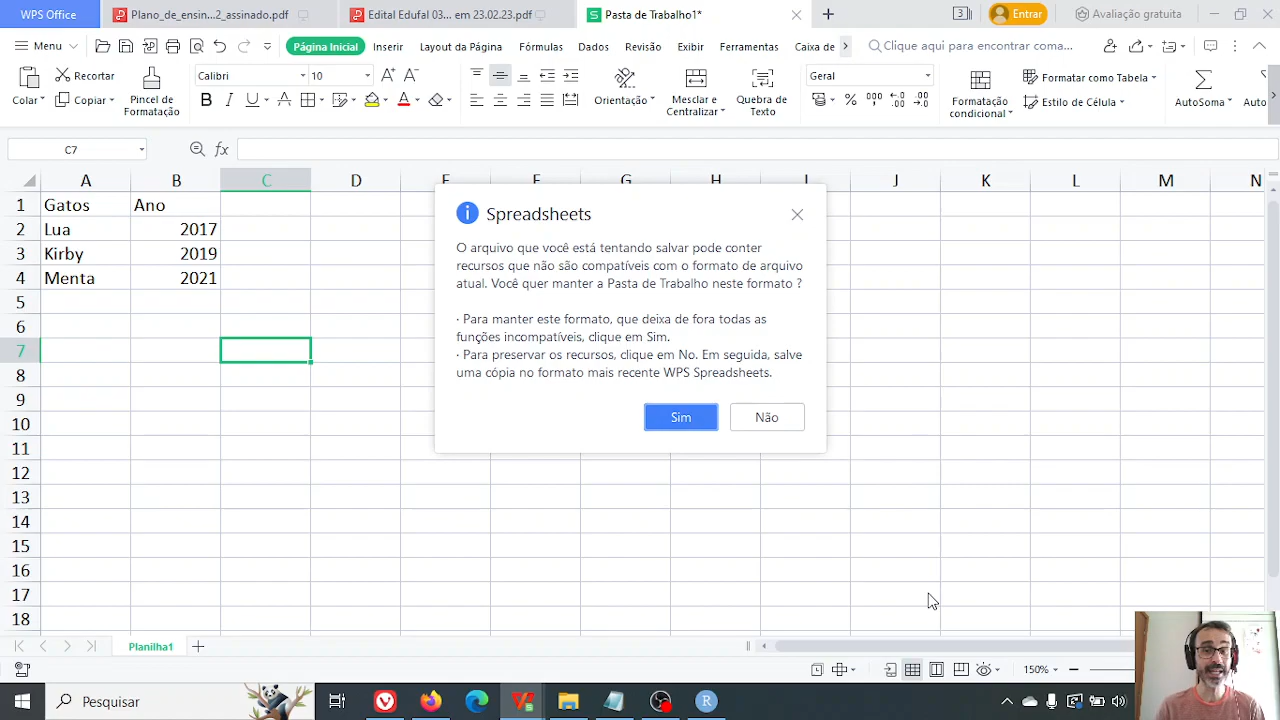 WPS Office
Plano_de_ensin...2_assinado.pdf
Edital Edufal 03... em 23.02.23.pdf
Pasta de Trabalho1*
Entrar
Avaliação gratuita
Menu
Página Inicial
Inserir
Layout da Página
Fórmulas
Dados
Revisão
Exibir
Ferramentas
Caixa de
Clique aqui para encontrar coma...
Colar
Recortar
Copiar
Pincel de
Formatação
Calibri
10
Orientação
Mesclar e
Centralizar
Quebra de
Texto
Geral
Formatação
condicional
Formatar como Tabela
Estilo de Célula
AutoSoma
Auto
C7
fx
A B C D E F G H I J K L M N
1 Gatos Ano
2 Lua 2017
3 Kirby 2019
4 Menta 2021
5
6
7
8
9
10
11
12
13
14
15
16
17
18
Spreadsheets
O arquivo que você está tentando salvar pode conter
recursos que não são compatíveis com o formato de arquivo
atual. Você quer manter a Pasta de Trabalho neste formato ?
· Para manter este formato, que deixa de fora todas as
funções incompatíveis, clique em Sim.
· Para preservar os recursos, clique em No. Em seguida, salve
uma cópia no formato mais recente WPS Spreadsheets.
Sim
Não
Planilha1
150%
Pesquisar